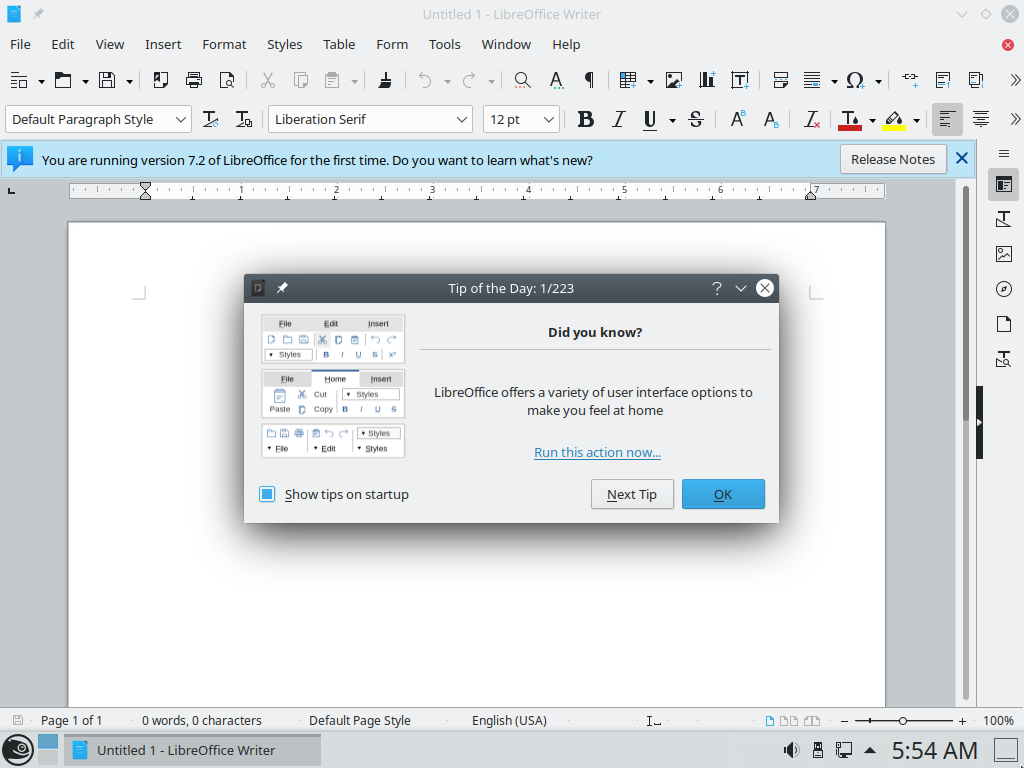 Untitled 1 - LibreOffice Writer
File Edit View Insert Format Styles Table Form Tools Window Help
Default Paragraph Style Liberation Serif 12 pt B I U S
You are running version 7.2 of LibreOffice for the first time. Do you want to learn what's new? Release Notes
1 2 3 4 5 6 7
Tip of the Day: 1/223
File Edit Insert
Styles B I U S x²
File Home Insert
Cut Styles
Paste Copy B I U S
Styles
File Edit Styles
Did you know?
LibreOffice offers a variety of user interface options to
make you feel at home
Run this action now...
Show tips on startup Next Tip OK
Page 1 of 1 0 words, 0 characters Default Page Style English (USA) 100%
Untitled 1 - LibreOffice Writer 5:54 AM